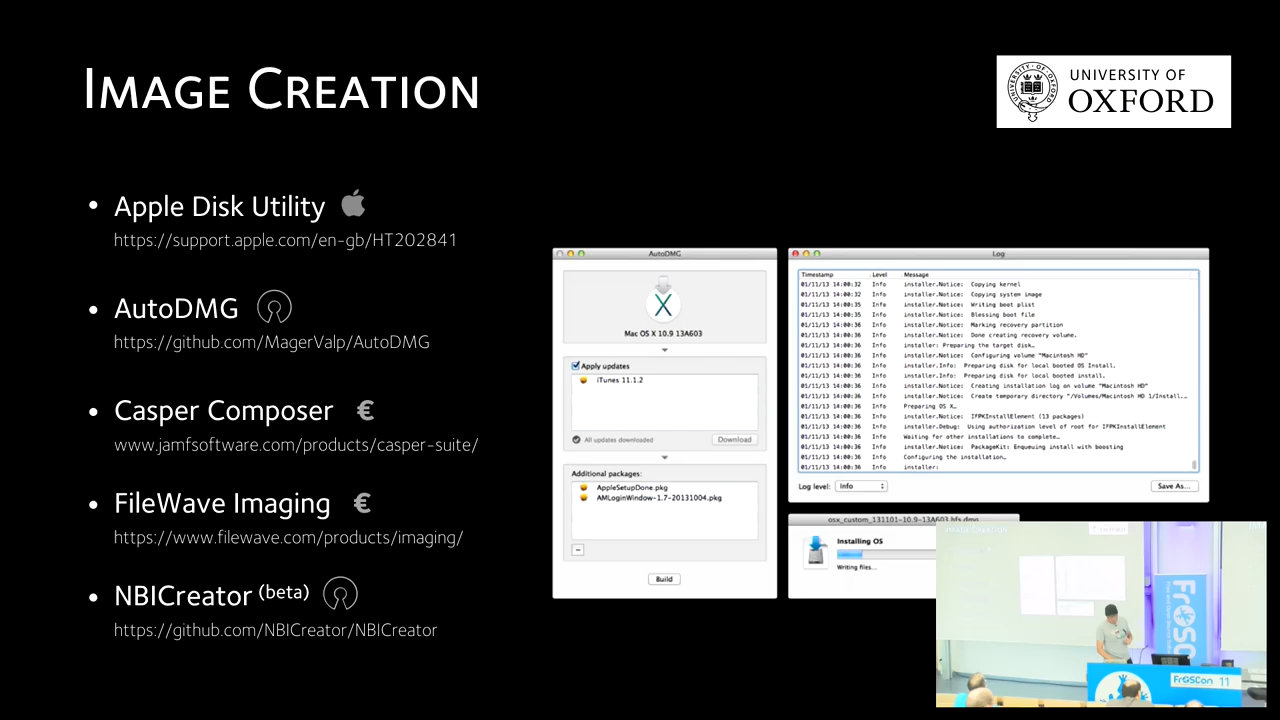 IMAGE CREATION
UNIVERSITY OF
OXFORD
• Apple Disk Utility
https://support.apple.com/en-gb/HT202841
• AutoDMG
https://github.com/MagerValp/AutoDMG
• Casper Composer €
www.jamfsoftware.com/products/casper-suite/
• FileWave Imaging €
https://www.filewave.com/products/imaging/
• NBICreator (beta)
https://github.com/NBICreator/NBICreator
AutoDMG
X
Mac OS X 10.9 13A603
Apply updates
iTunes 11.1.2
All updates downloaded
Download
Additional packages:
AppleSetupDone.pkg
AMLoginWindow-1.7-20131004.pkg
Build
Log
Timestamp Level Message
01/11/13 14:00:32 Info installer.Notice: Copying kernel
01/11/13 14:00:32 Info installer.Notice: Copying system image
01/11/13 14:00:35 Info installer.Notice: Writing boot plist
01/11/13 14:00:35 Info installer.Notice: Blessing boot file
01/11/13 14:00:36 Info installer.Notice: Marking recovery partition
01/11/13 14:00:36 Info installer.Notice: Done creating recovery volume.
01/11/13 14:00:36 Info installer: Preparing the target disk…
01/11/13 14:00:36 Info installer.Notice: Configuring volume "Macintosh HD"
01/11/13 14:00:36 Info installer.Info: Preparing disk for local booted OS Install.
01/11/13 14:00:36 Info installer.Info: Preparing disk for local booted install.
01/11/13 14:00:36 Info installer.Notice: Creating installation log on volume "Macintosh HD"
01/11/13 14:00:36 Info installer.Notice: Create temporary directory "/Volumes/Macintosh HD 1/Install…
01/11/13 14:00:36 Info Preparing OS X…
01/11/13 14:00:36 Info installer.Notice: IFPKInstallElement (13 packages)
01/11/13 14:00:36 Info installer.Debug: Using authorization level of root for IFPKInstallElement
01/11/13 14:00:36 Info Waiting for other installations to complete…
01/11/13 14:00:36 Info installer.Notice: PackageKit: Enqueuing install with boosting
01/11/13 14:00:36 Info Configuring the installation…
01/11/13 14:00:36 Info installer:
Log level: Info Save As…
osx_custom_131101-10.9-13A603.hfs.dmg
Installing OS
Writing files…
FrOSC
FrOSCon 11